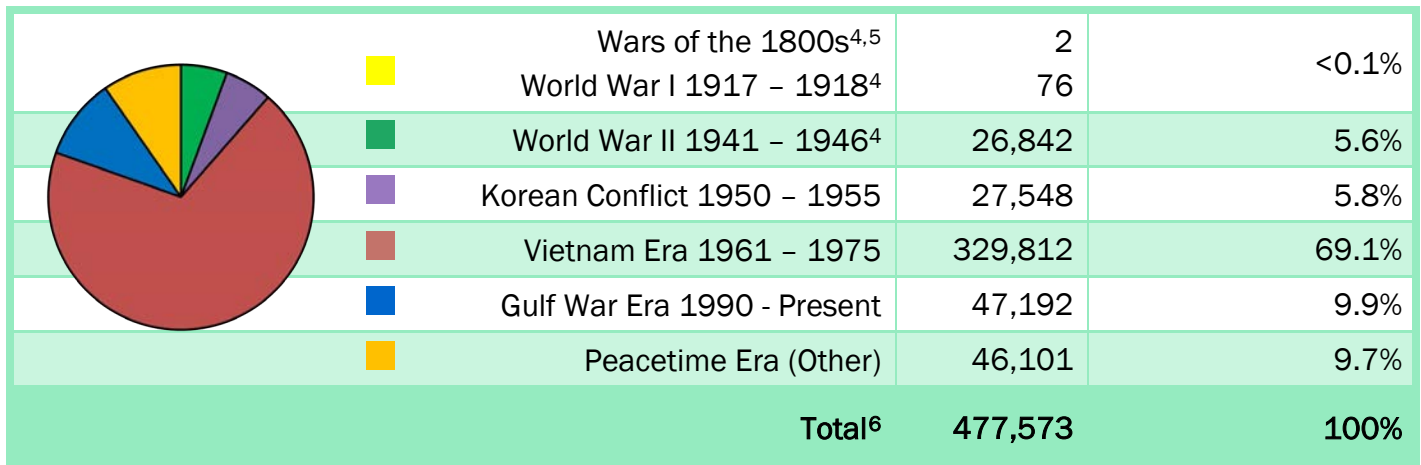 Wars of the 1800s⁴,⁵ 2
<0.1%
World War I 1917 – 1918⁴ 76
World War II 1941 – 1946⁴ 26,842 5.6%
Korean Conflict 1950 – 1955 27,548 5.8%
Vietnam Era 1961 – 1975 329,812 69.1%
Gulf War Era 1990 - Present 47,192 9.9%
Peacetime Era (Other) 46,101 9.7%
Total⁶ 477,573 100%